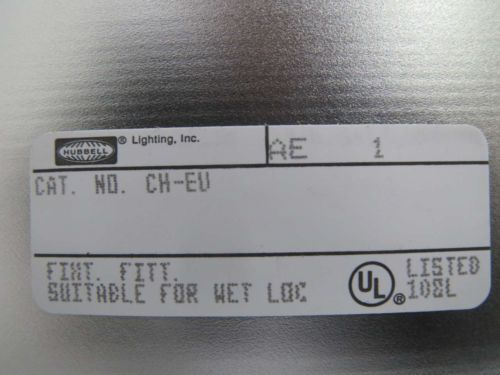 HUBBELL ® Lighting, Inc. AE 1
CAT. NO. CH-EV
FIXT. FITT.
SUITABLE FOR WET LOC
UL ® LISTED
108L